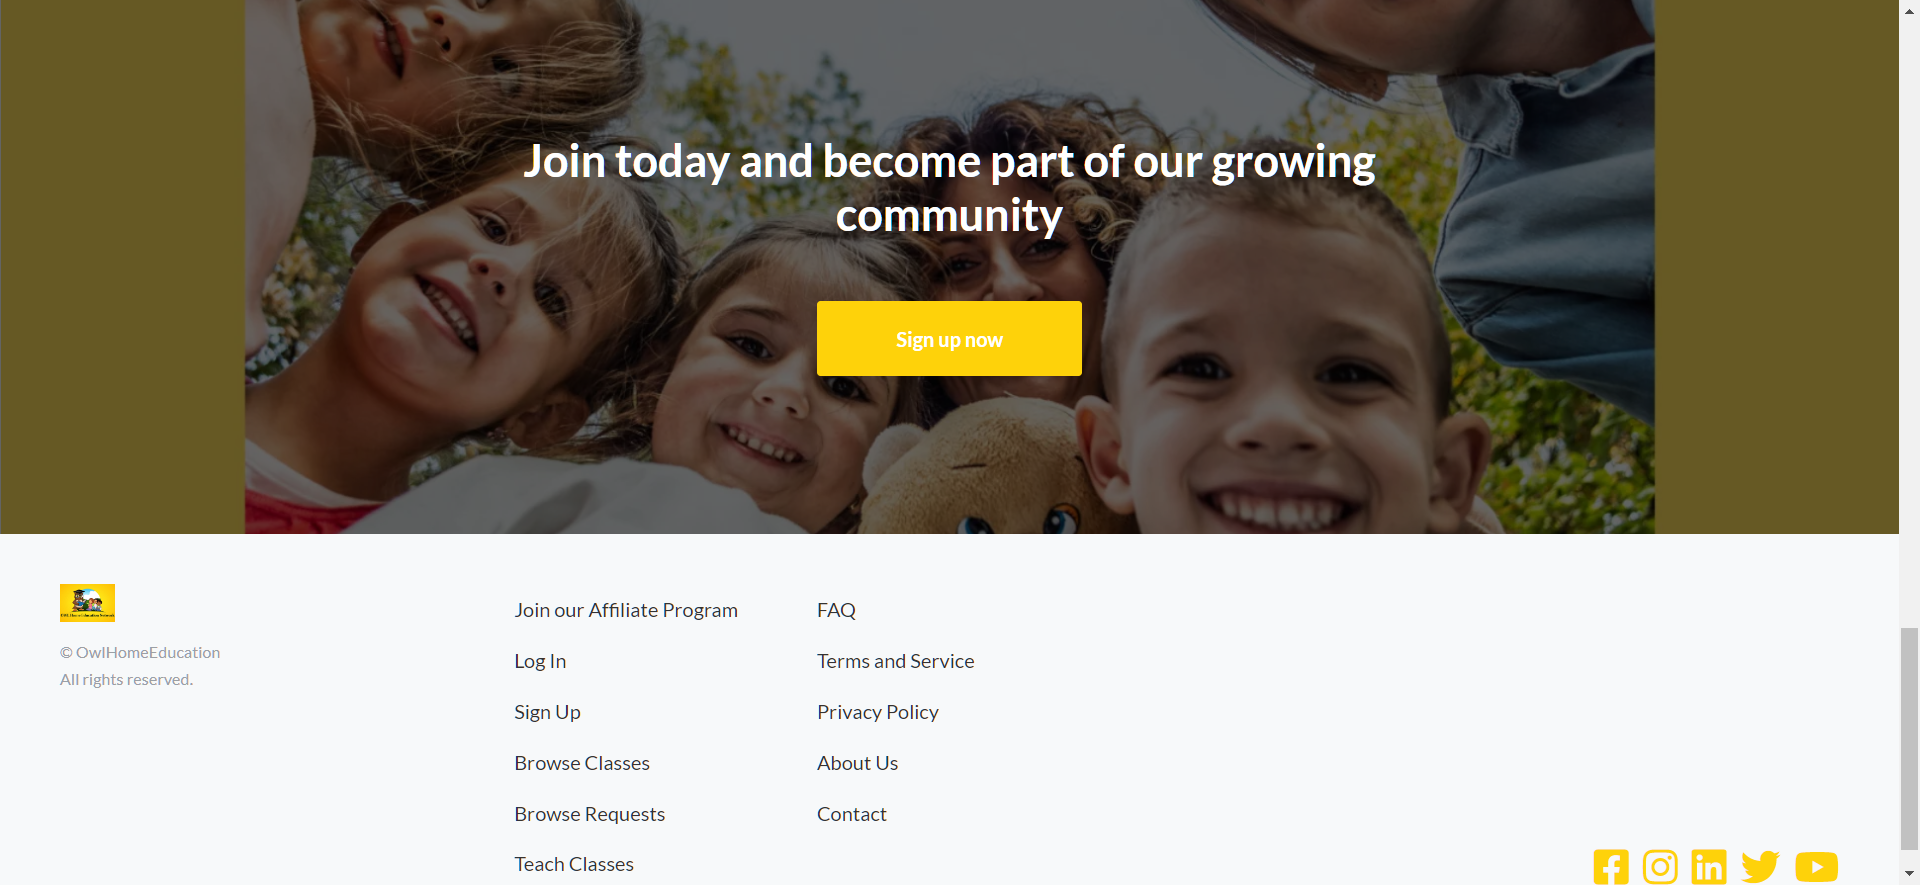 Join today and become part of our growing
community
Sign up now
© OwlHomeEducation
All rights reserved.
Join our Affiliate Program
Log In
Sign Up
Browse Classes
Browse Requests
Teach Classes
FAQ
Terms and Service
Privacy Policy
About Us
Contact